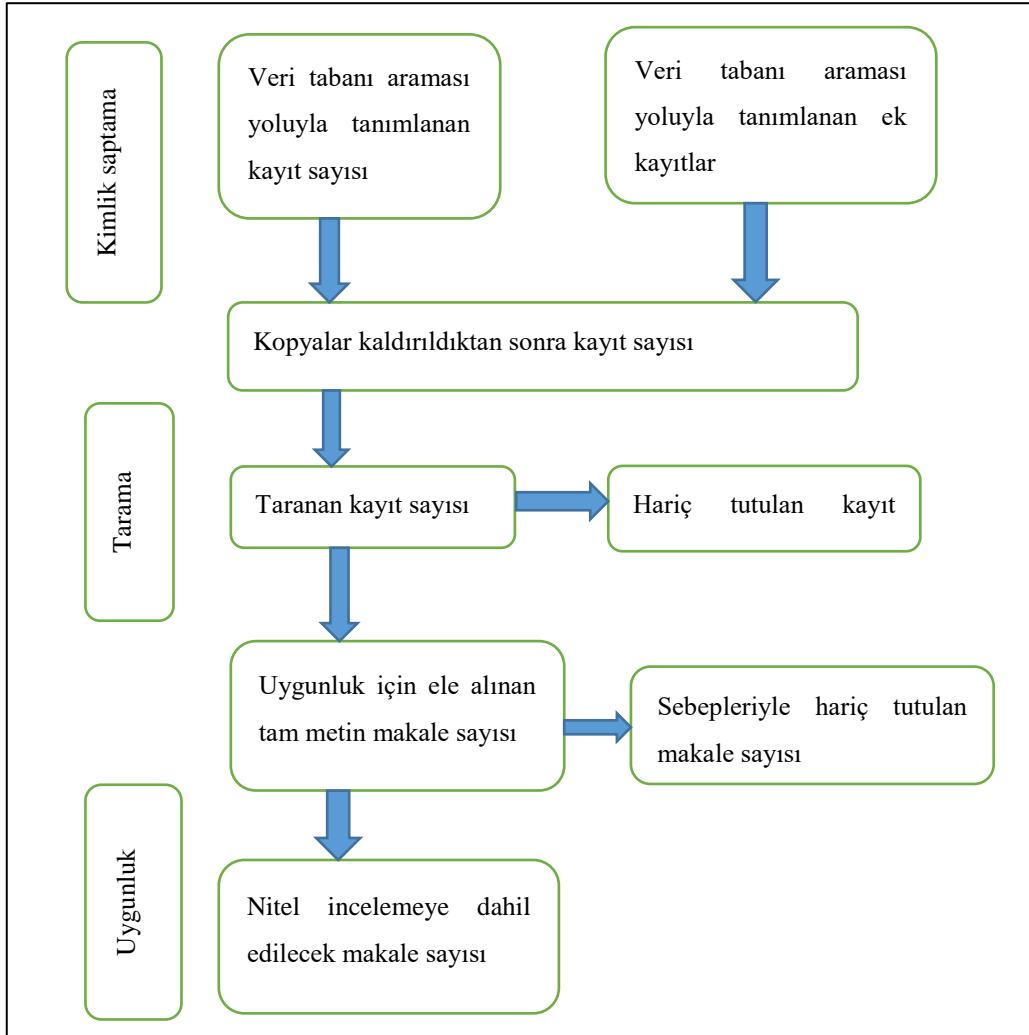 Kimlik saptama
Veri tabanı araması
yoluyla tanımlanan
kayıt sayısı
Veri tabanı araması
yoluyla tanımlanan ek
kayıtlar
Kopyalar kaldırıldıktan sonra kayıt sayısı
Tarama
Taranan kayıt sayısı
Hariç tutulan kayıt
Uygunluk için ele alınan
tam metin makale sayısı
Sebepleriyle hariç tutulan
makale sayısı
Uygunluk
Nitel incelemeye dahil
edilecek makale sayısı